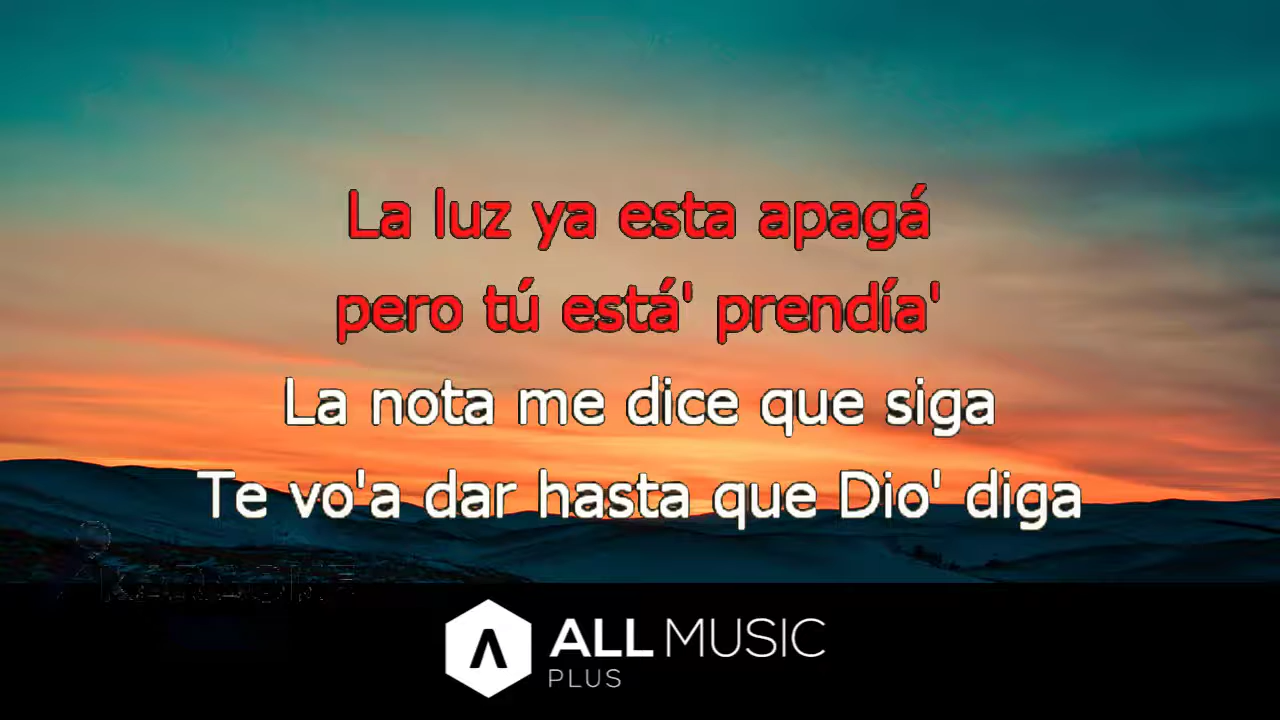 La luz ya esta apagá
pero tú está' prendía'
La nota me dice que siga
Te vo'a dar hasta que Dio' diga
KARAOKE
ALL MUSIC
PLUS